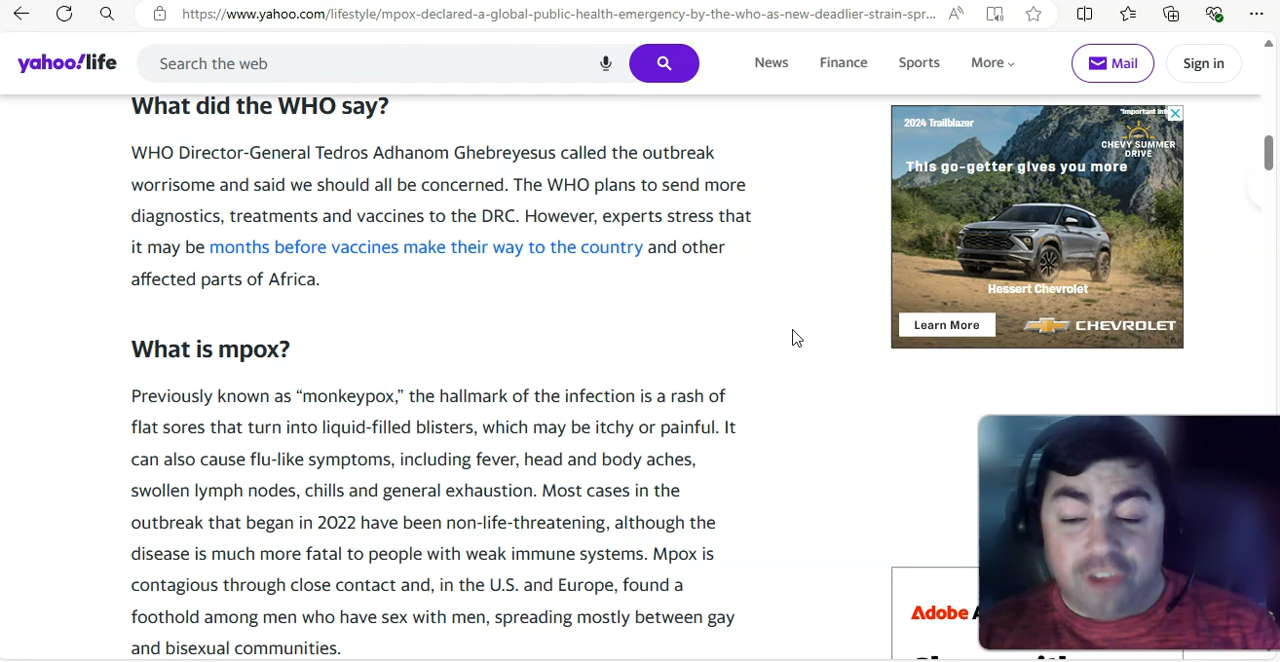 https://www.yahoo.com/lifestyle/mpox-declared-a-global-public-health-emergency-by-the-who-as-new-deadlier-strain-spr...
yahoo!life
Search the web
News
Finance
Sports
More
Mail
Sign in
What did the WHO say?
WHO Director-General Tedros Adhanom Ghebreyesus called the outbreak
worrisome and said we should all be concerned. The WHO plans to send more
diagnostics, treatments and vaccines to the DRC. However, experts stress that
it may be months before vaccines make their way to the country and other
affected parts of Africa.
What is mpox?
Previously known as “monkeypox,” the hallmark of the infection is a rash of
flat sores that turn into liquid-filled blisters, which may be itchy or painful. It
can also cause flu-like symptoms, including fever, head and body aches,
swollen lymph nodes, chills and general exhaustion. Most cases in the
outbreak that began in 2022 have been non-life-threatening, although the
disease is much more fatal to people with weak immune systems. Mpox is
contagious through close contact and, in the U.S. and Europe, found a
foothold among men who have sex with men, spreading mostly between gay
and bisexual communities.
*Important
2024 Trailblazer
CHEVY SUMMER
DRIVE
This go-getter gives you more
Hessert Chevrolet
Learn More
CHEVROLET
Adobe